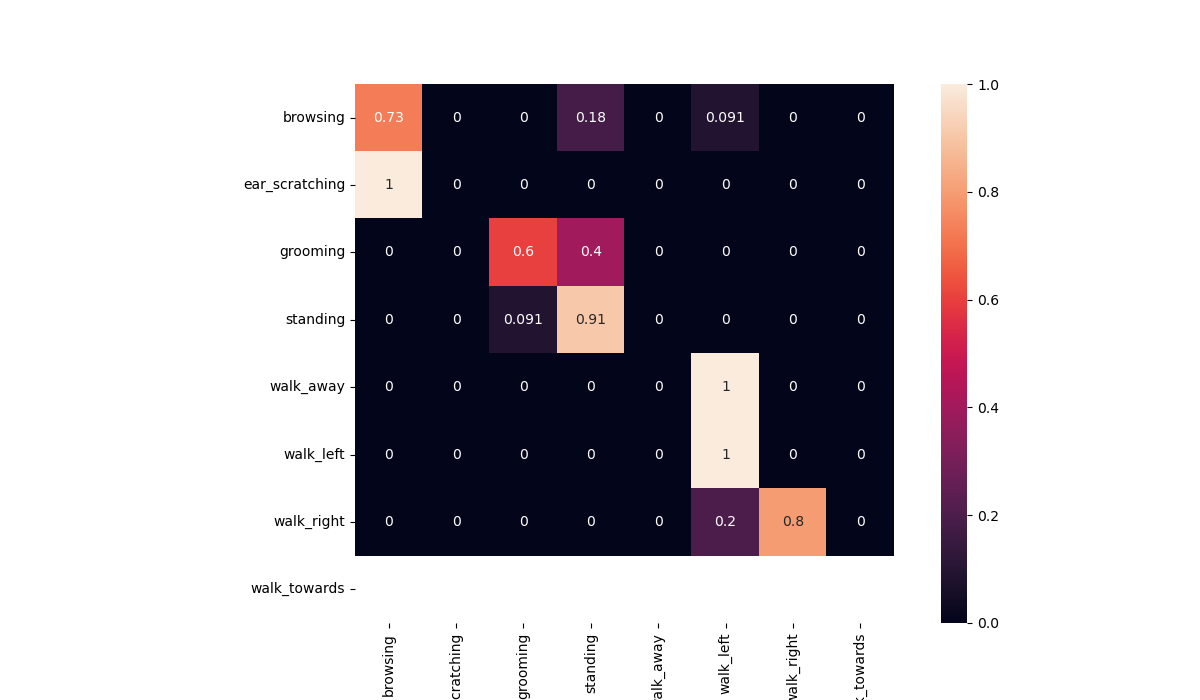 browsing 0.73 0 0 0.18 0 0.091 0 0
ear_scratching 1 0 0 0 0 0 0 0
grooming 0 0 0.6 0.4 0 0 0 0
standing 0 0 0.091 0.91 0 0 0 0
walk_away 0 0 0 0 0 1 0 0
walk_left 0 0 0 0 0 1 0 0
walk_right 0 0 0 0 0 0.2 0.8 0
walk_towards
browsing
cratching
grooming
standing
alk_away
walk_left
walk_right
_towards
1.0
0.8
0.6
0.4
0.2
0.0